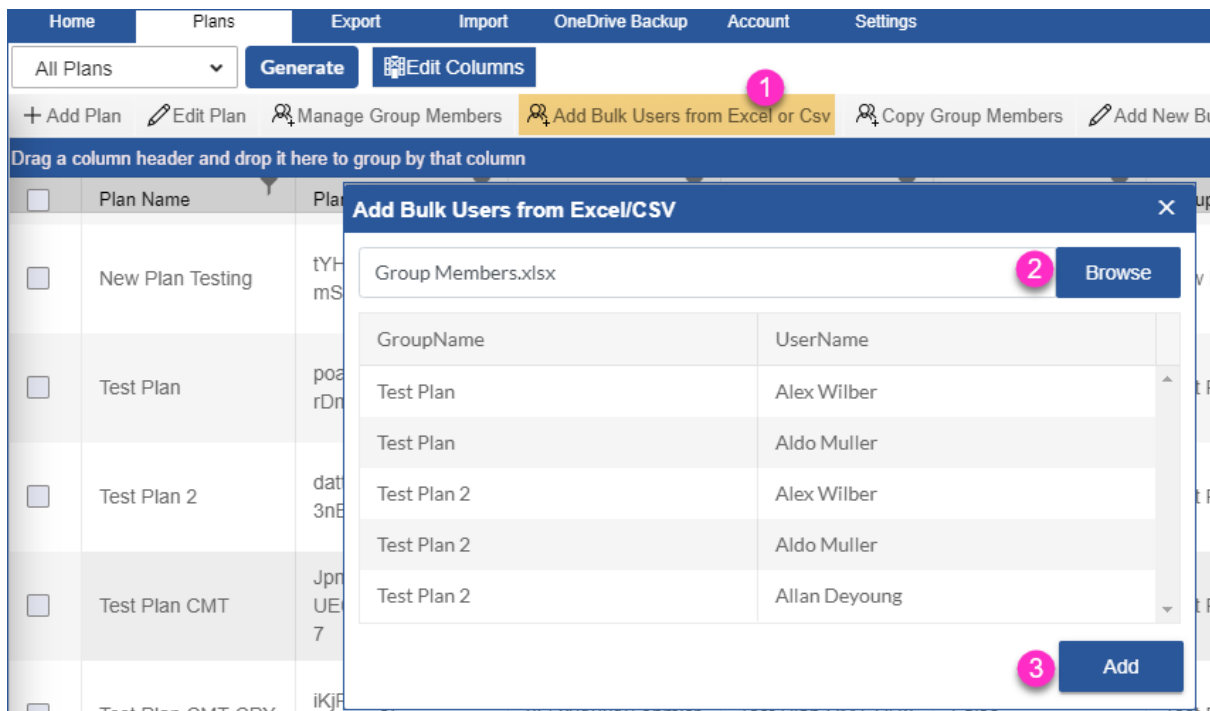 Home Plans Export Import OneDrive Backup Account Settings
All Plans Generate Edit Columns
1
Add Plan Edit Plan Manage Group Members Add Bulk Users from Excel or Csv Copy Group Members Add New
Drag a column header and drop it here to group by that column
Plan Name
Add Bulk Users from Excel/CSV
Group Members.xlsx 2 Browse
New Plan Testing
GroupName UserName
Test Plan Alex Wilber
Test Plan
Test Plan Aldo Muller
Test Plan 2 Alex Wilber
Test Plan 2
Test Plan 2 Aldo Muller
Test Plan 2 Allan Deyoung
Test Plan CMT
7
3 Add